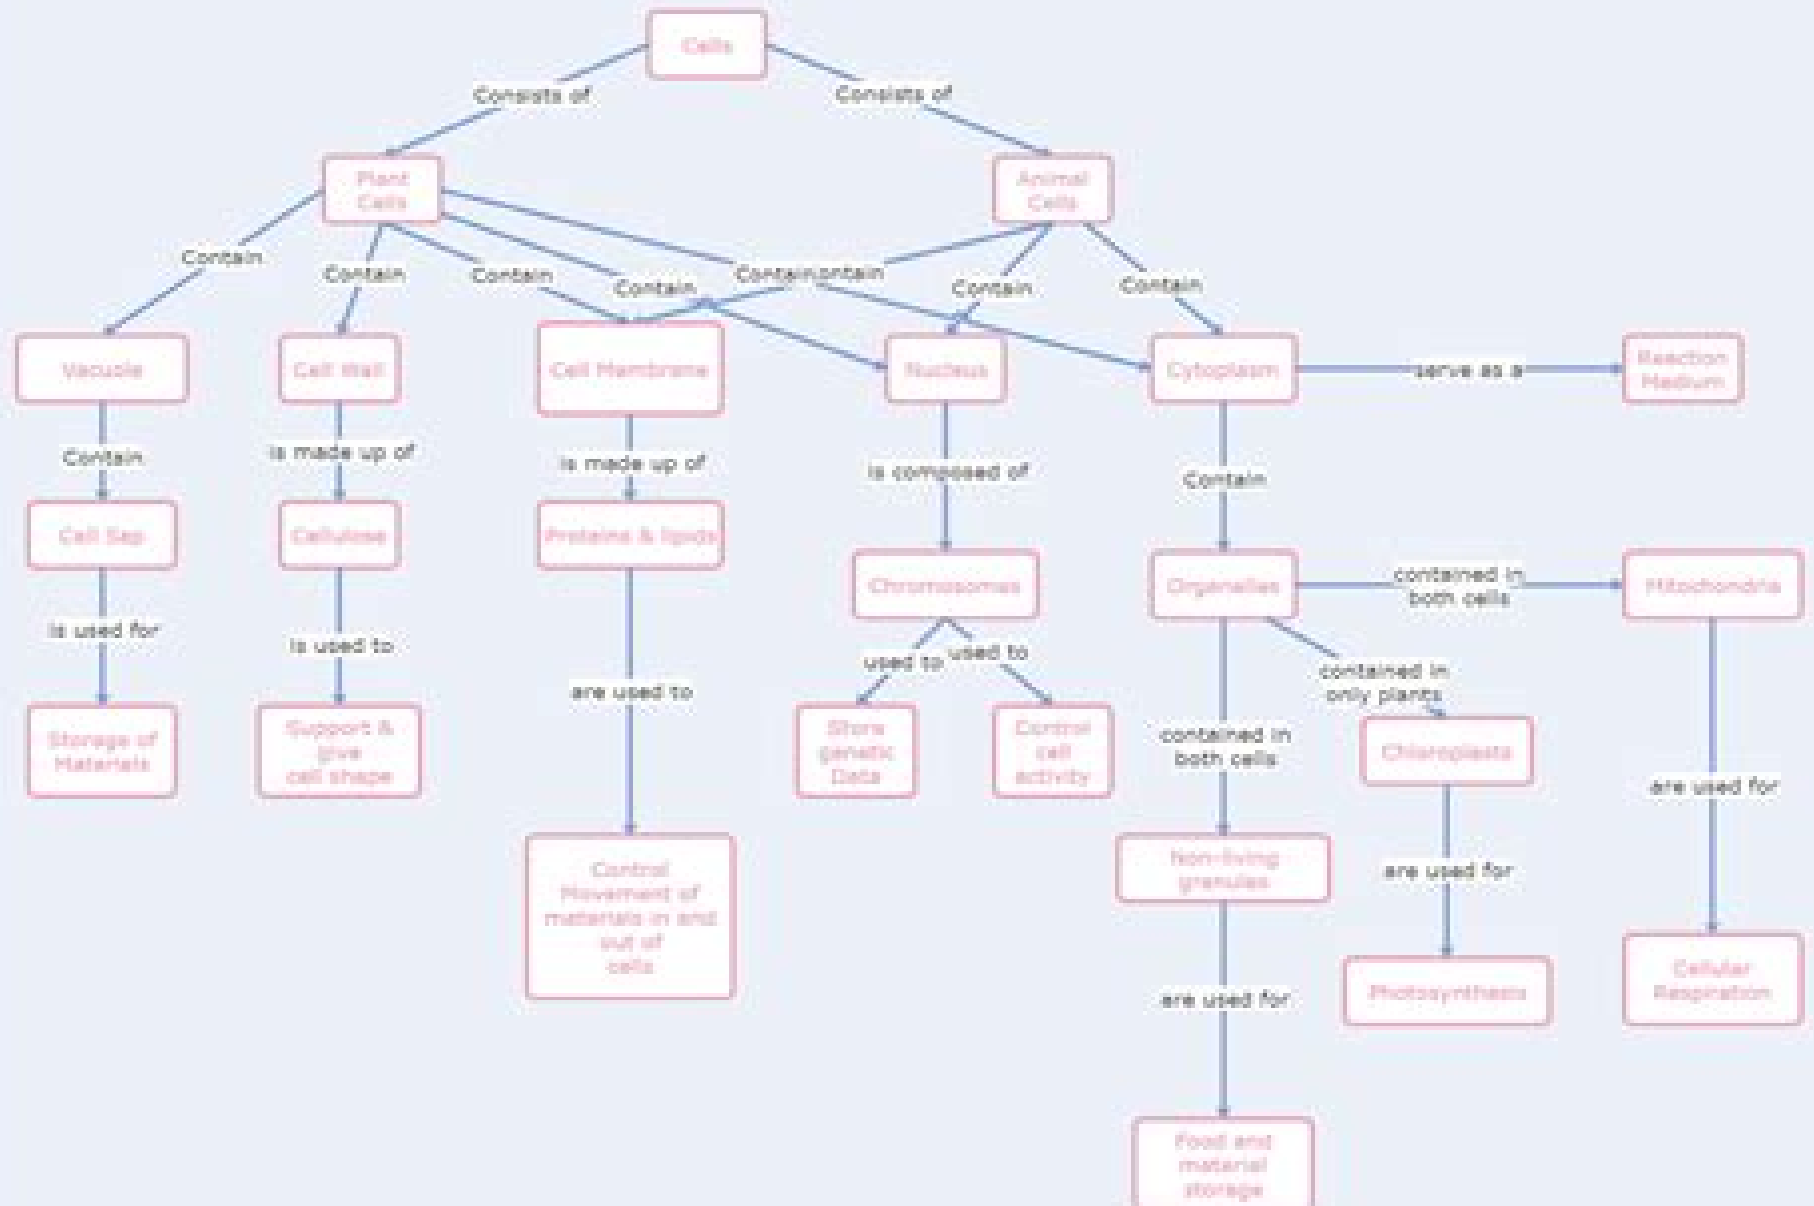 Cells
Consists of
Consists of
Plant
Cells
Animal
Cells
Contain
Contain
Contain
Contain
Contain
ontain
Contain
Contain
Vacuole
Cell Wall
Cell Membrane
Nucleus
Cytoplasm
serve as a
Reaction
Medium
Contain
is made up of
is made up of
is composed of
Contain
Cell Sap
Cellulose
Proteins & lipids
Chromosomes
Organelles
contained in
both cells
Mitochondria
is used for
is used to
are used to
used to
used to
contained in
only plants
Storage of
Materials
Support &
give
cell shape
Store
genetic
Data
Control
cell
activity
contained in
both cells
Chloroplasts
are used for
Control
Movement of
materials in and
out of
cells
Non-living
granules
are used for
Photosynthesis
Cellular
Respiration
are used for
Food and
material
storage